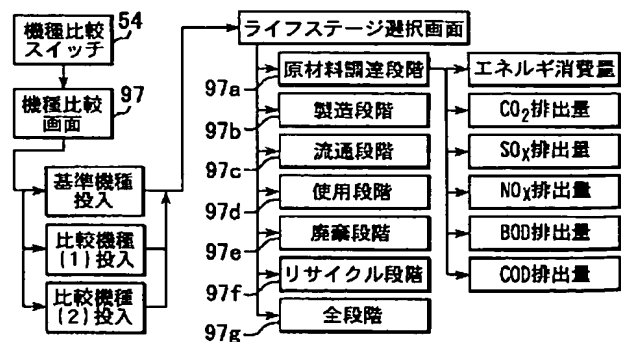 機種比較
スイッチ
54
機種比較
画面
97
基準機種
投入
比較機種
(1)投入
比較機種
(2)投入
ライフステージ選択画面
原材料調達段階
97a
製造段階
97b
流通段階
97c
使用段階
97d
廃棄段階
97e
リサイクル段階
97f
全段階
97g
エネルギ消費量
CO2排出量
SOX排出量
NOX排出量
BOD排出量
COD排出量